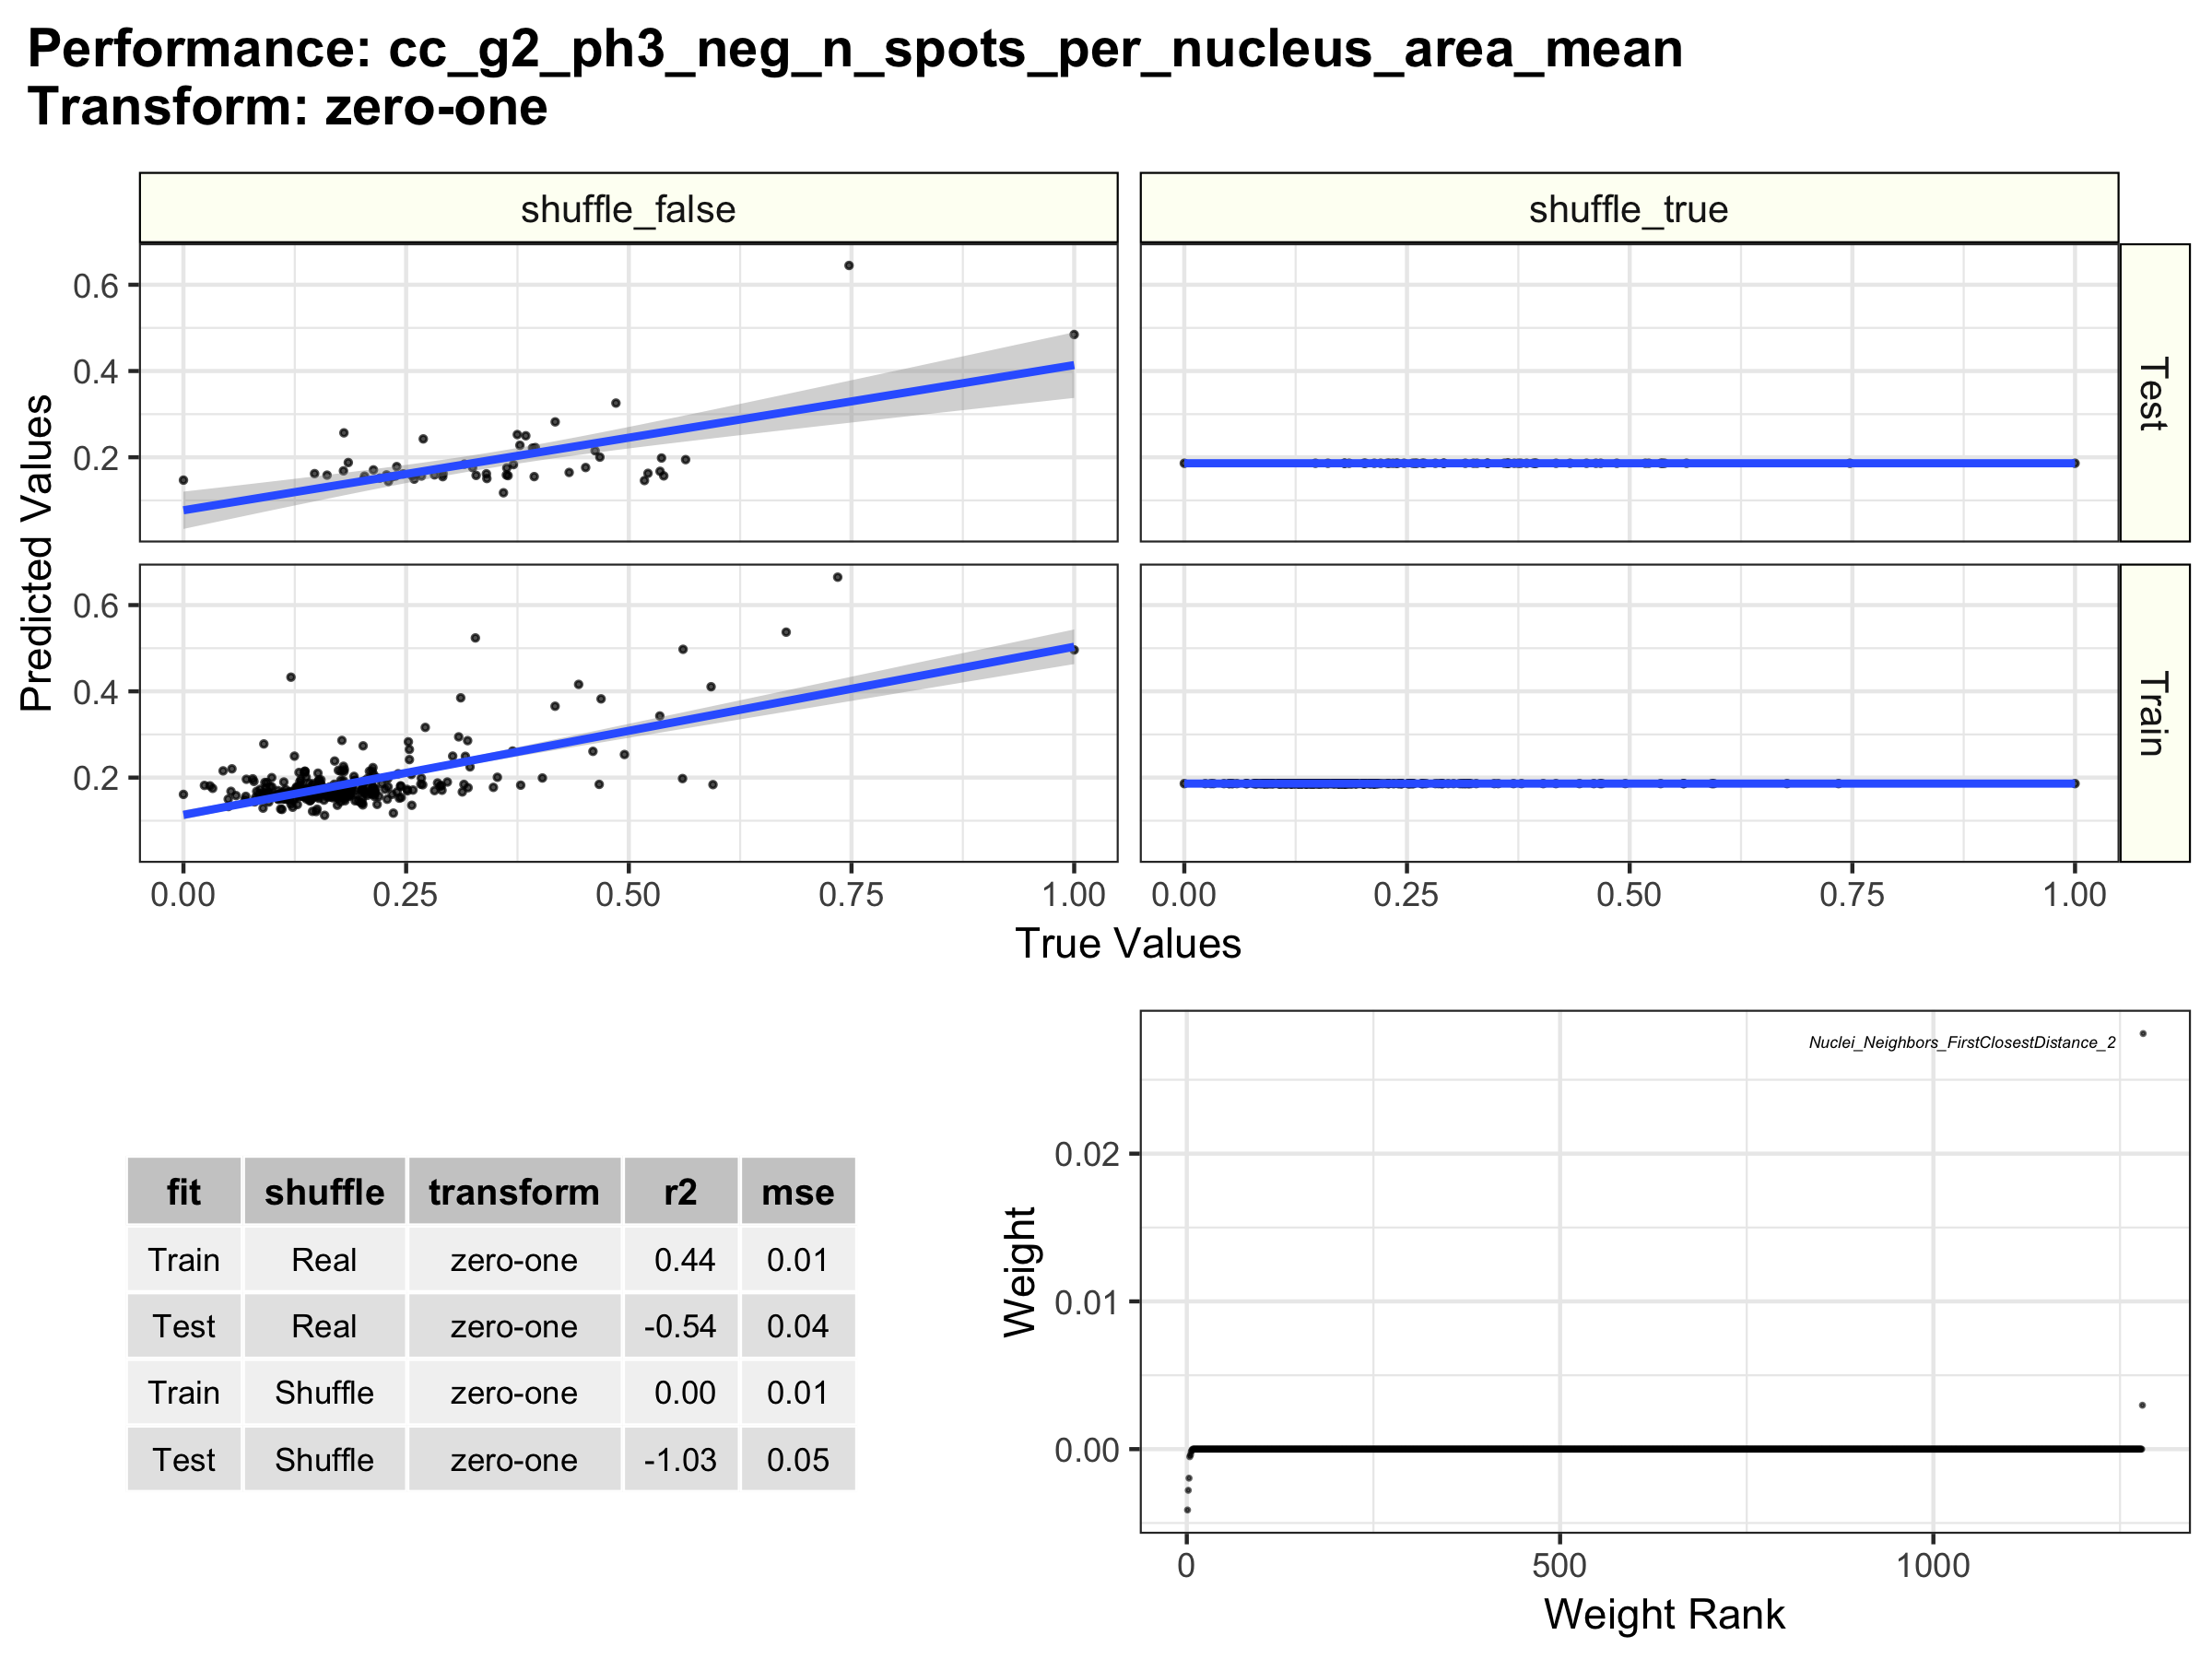 Performance: cc_g2_ph3_neg_n_spots_per_nucleus_area_mean
Transform: zero-one
shuffle_false
shuffle_true
0.6
0.4
0.2
Test
0.6
0.4
0.2
Train
Predicted Values
0.00 0.25 0.50 0.75 1.00
0.00 0.25 0.50 0.75 1.00
True Values
fit shuffle transform r2 mse
Train Real zero-one 0.44 0.01
Test Real zero-one -0.54 0.04
Train Shuffle zero-one 0.00 0.01
Test Shuffle zero-one -1.03 0.05
Nuclei_Neighbors_FirstClosestDistance_2
0.02
0.01
0.00
Weight
0 500 1000
Weight Rank